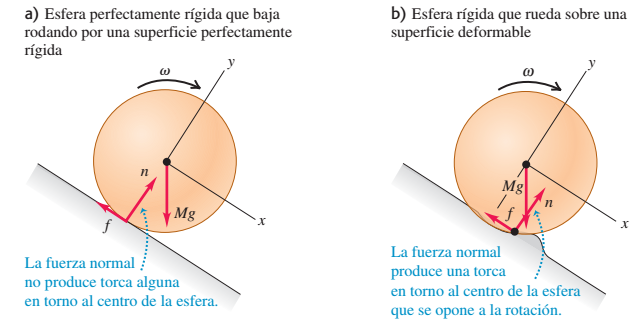 a) Esfera perfectamente rígida que baja
rodando por una superficie perfectamente
rígida
ω
y
n
Mg
f
x
La fuerza normal
no produce torca alguna
en torno al centro de la esfera.
b) Esfera rígida que rueda sobre una
superficie deformable
ω
y
Mg
n
f
x
La fuerza normal
produce una torca
en torno al centro de la esfera
que se opone a la rotación.